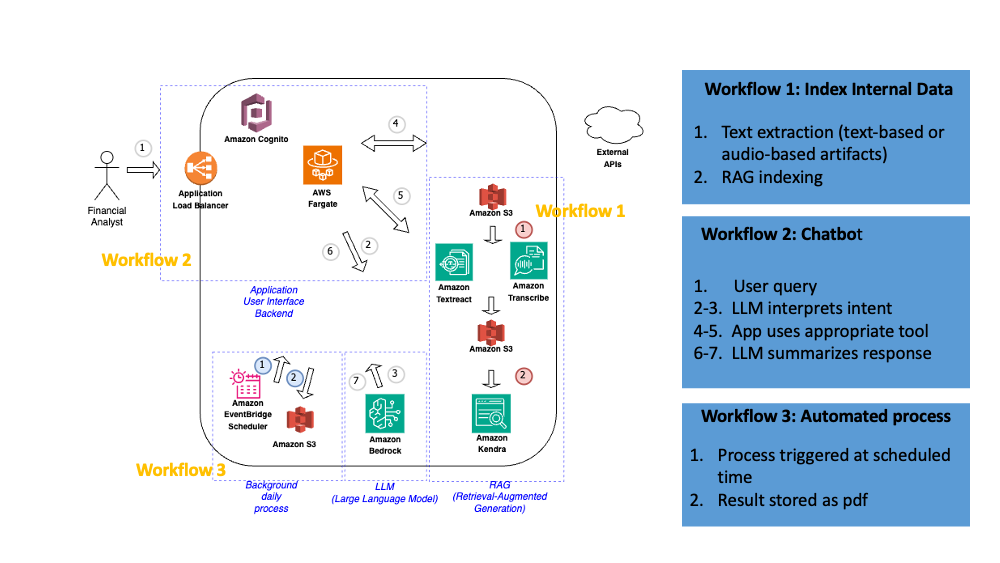 Amazon Cognito
4
1
External
APIs
Application
Load Balancer
AWS
Fargate
Financial
Analyst
5
Amazon S3
Workflow 1
1
6
2
Workflow 2
Amazon
Textreact
Amazon
Transcribe
Application
User Interface
Backend
Amazon S3
1
2
7
3
2
Amazon
EventBridge
Scheduler
Amazon S3
Amazon
Bedrock
Amazon
Kendra
Workflow 3
Background
daily
process
LLM
(Large Language Model)
RAG
(Retrieval-Augmented
Generation)
Workflow 1: Index Internal Data
1. Text extraction (text-based or
audio-based artifacts)
2. RAG indexing
Workflow 2: Chatbot
1. User query
2-3. LLM interprets intent
4-5. App uses appropriate tool
6-7. LLM summarizes response
Workflow 3: Automated process
1. Process triggered at scheduled
time
2. Result stored as pdf